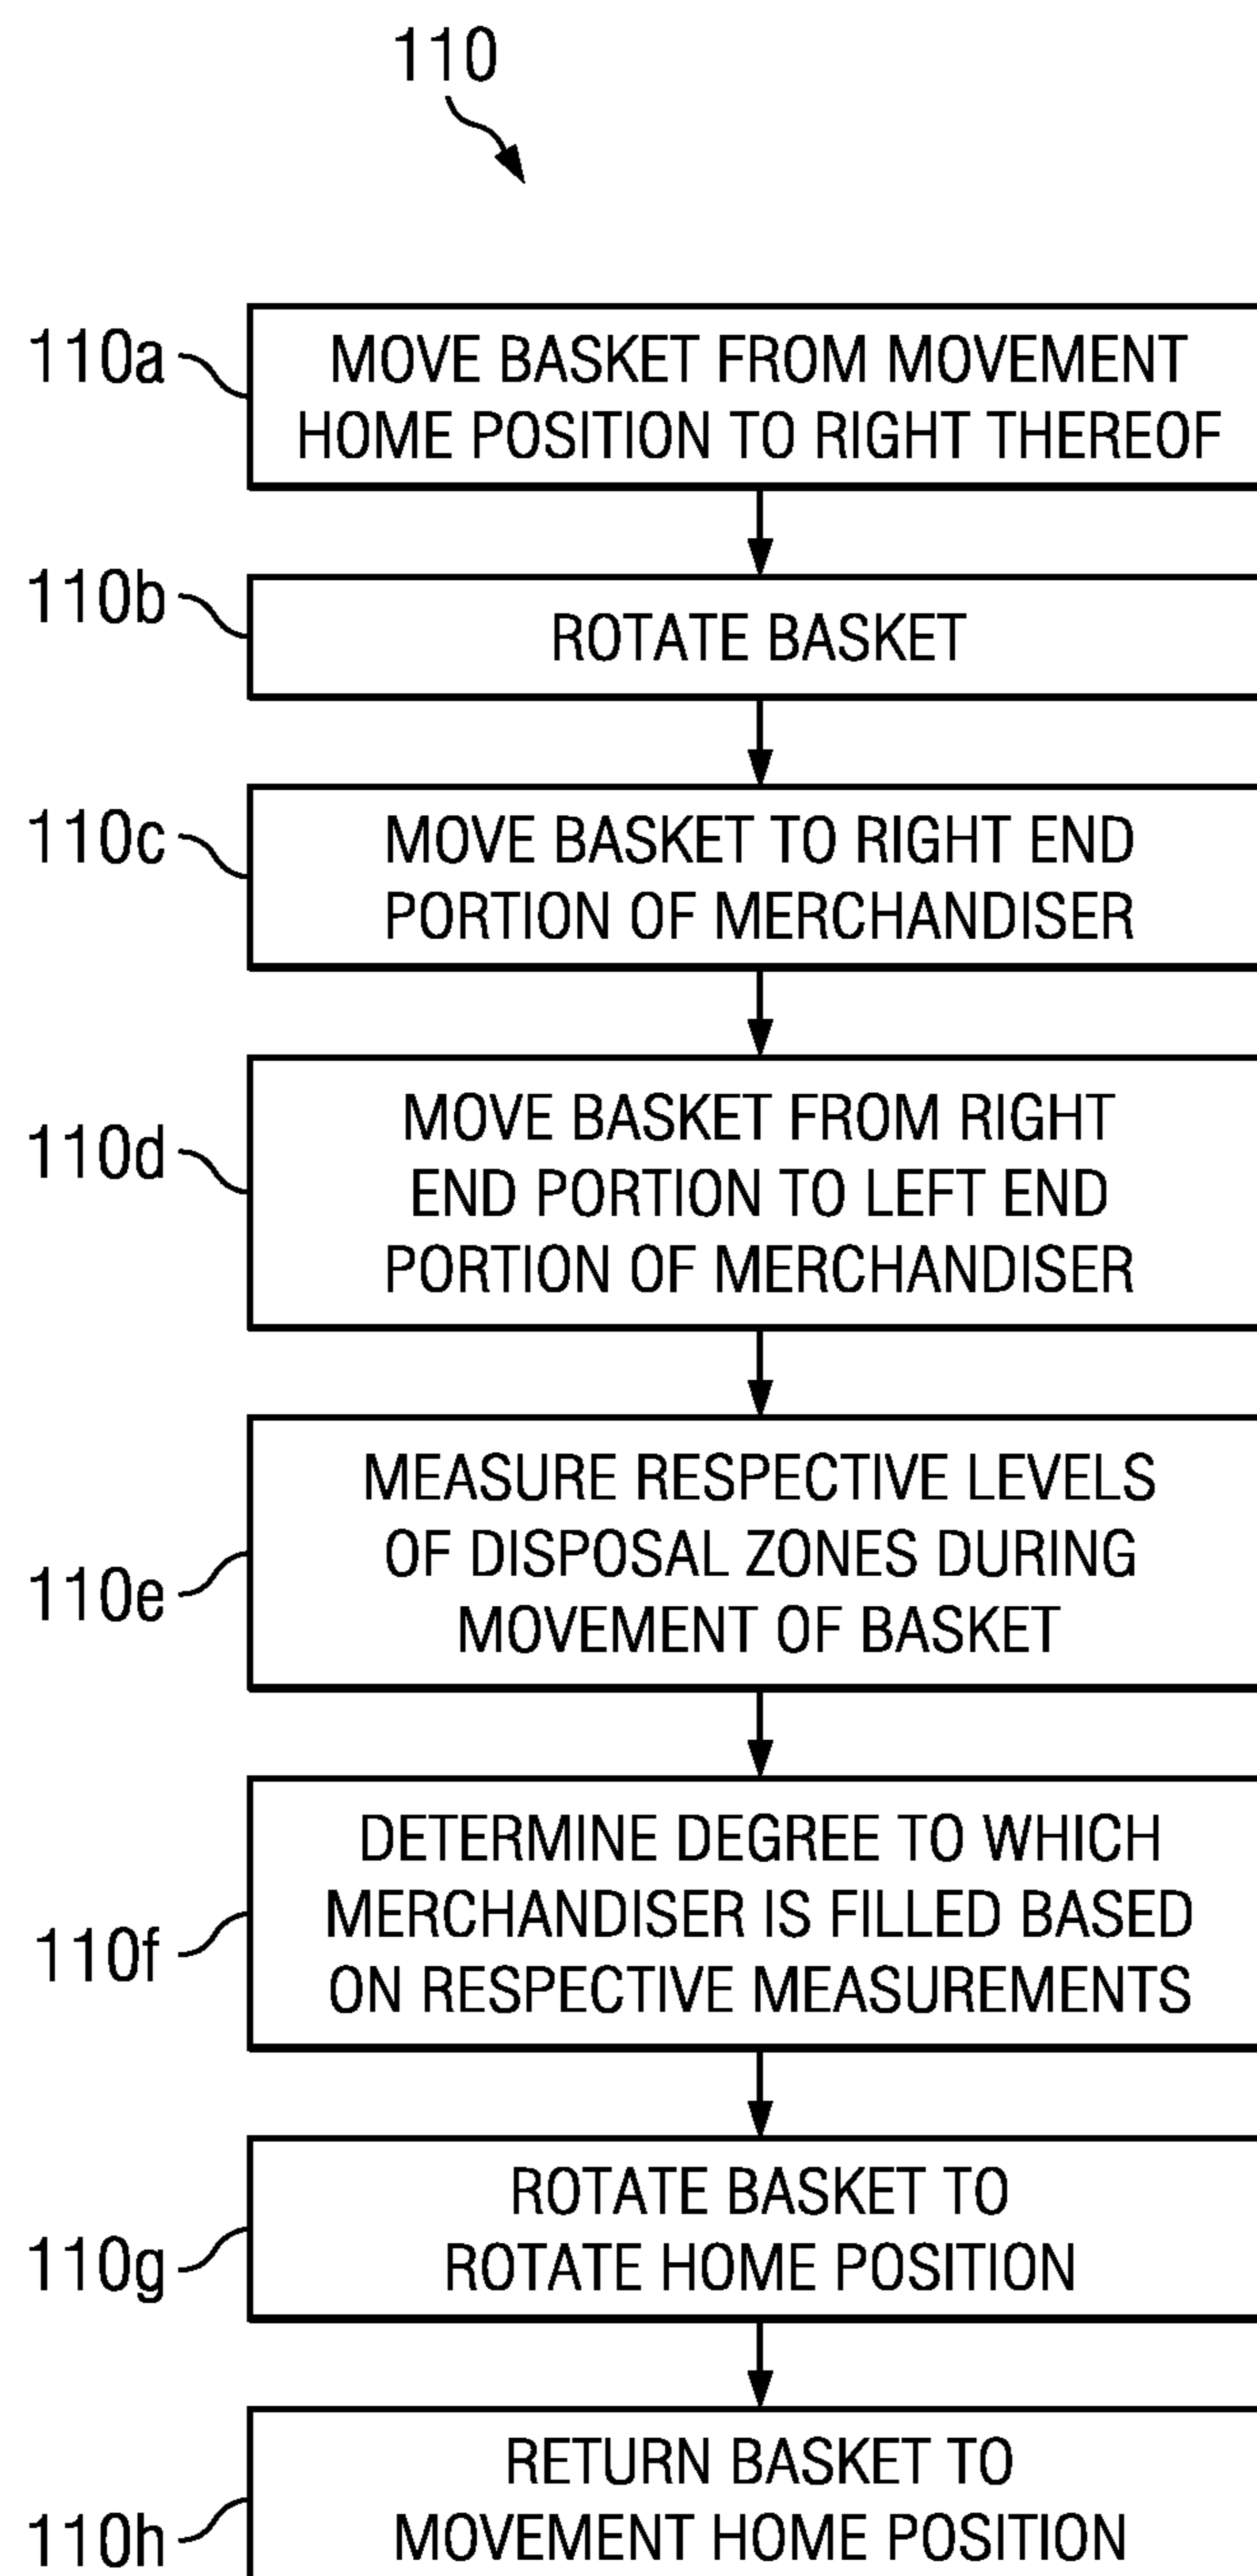 110
110a
MOVE BASKET FROM MOVEMENT
HOME POSITION TO RIGHT THEREOF
110b
ROTATE BASKET
110c
MOVE BASKET TO RIGHT END
PORTION OF MERCHANDISER
110d
MOVE BASKET FROM RIGHT
END PORTION TO LEFT END
PORTION OF MERCHANDISER
110e
MEASURE RESPECTIVE LEVELS
OF DISPOSAL ZONES DURING
MOVEMENT OF BASKET
110f
DETERMINE DEGREE TO WHICH
MERCHANDISER IS FILLED BASED
ON RESPECTIVE MEASUREMENTS
110g
ROTATE BASKET TO
ROTATE HOME POSITION
110h
RETURN BASKET TO
MOVEMENT HOME POSITION